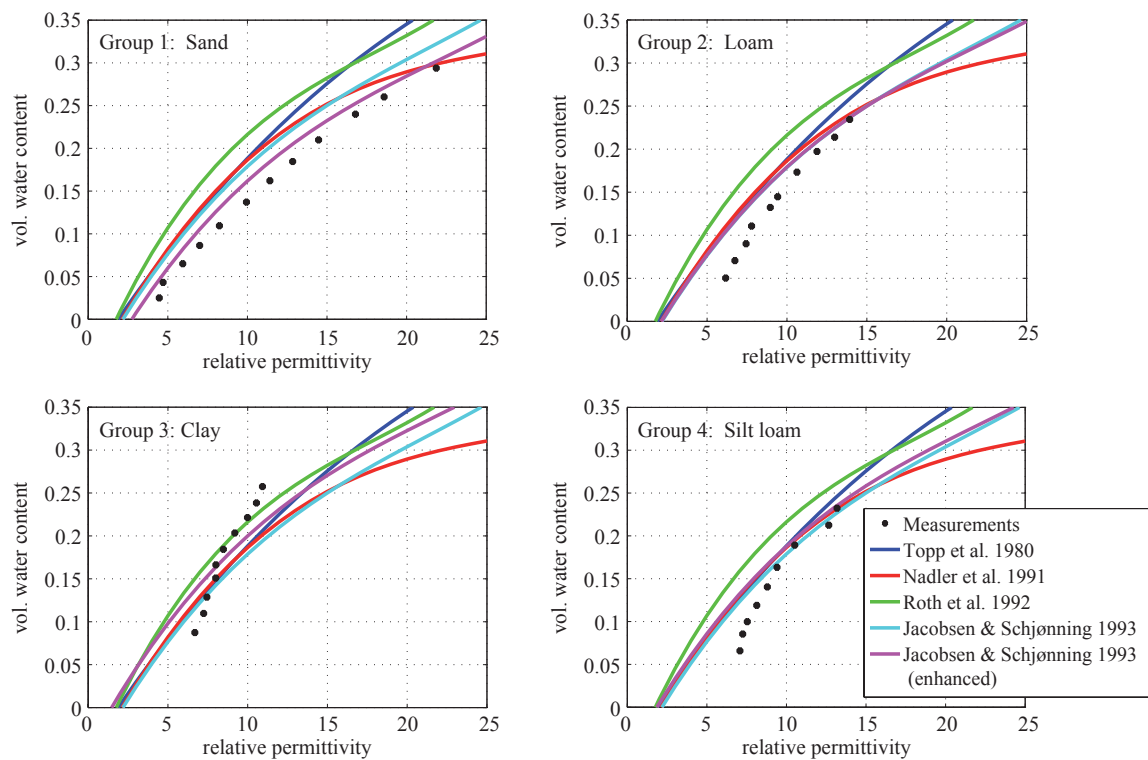 0.35
0.3
0.25
0.2
0.15
0.1
0.05
0
vol. water content
Group 1: Sand
0 5 10 15 20 25
relative permittivity
0.35
0.3
0.25
0.2
0.15
0.1
0.05
0
vol. water content
Group 2: Loam
0 5 10 15 20 25
relative permittivity
0.35
0.3
0.25
0.2
0.15
0.1
0.05
0
vol. water content
Group 3: Clay
0 5 10 15 20 25
relative permittivity
0.35
0.3
0.25
0.2
0.15
0.1
0.05
0
vol. water content
Group 4: Silt loam
0 5 10 15 20 25
relative permittivity
Measurements
Topp et al. 1980
Nadler et al. 1991
Roth et al. 1992
Jacobsen & Schjønning 1993
Jacobsen & Schjønning 1993
(enhanced)